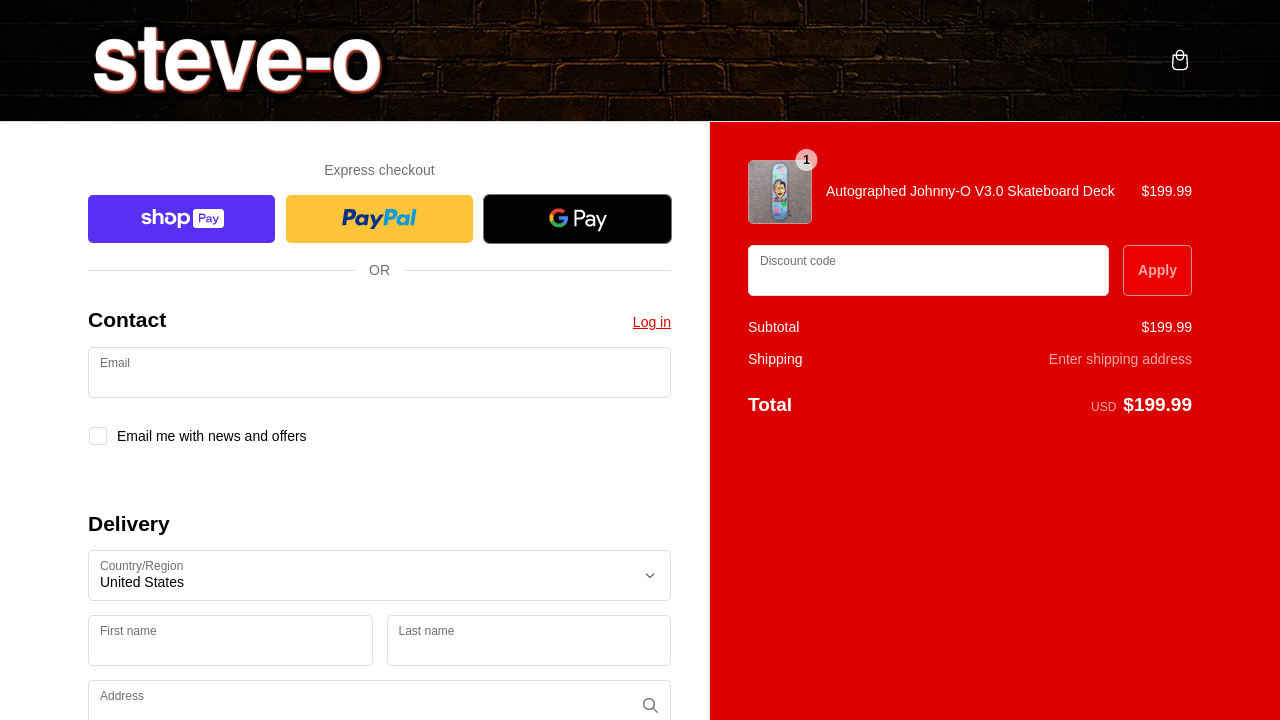 steve-o
Express checkout
shop Pay
PayPal
G Pay
OR
Contact
Log in
Email
Email me with news and offers
Delivery
Country/Region
United States
First name
Last name
Address
1
Autographed Johnny-O V3.0 Skateboard Deck
$199.99
Discount code
Apply
Subtotal
$199.99
Shipping
Enter shipping address
Total
USD $199.99